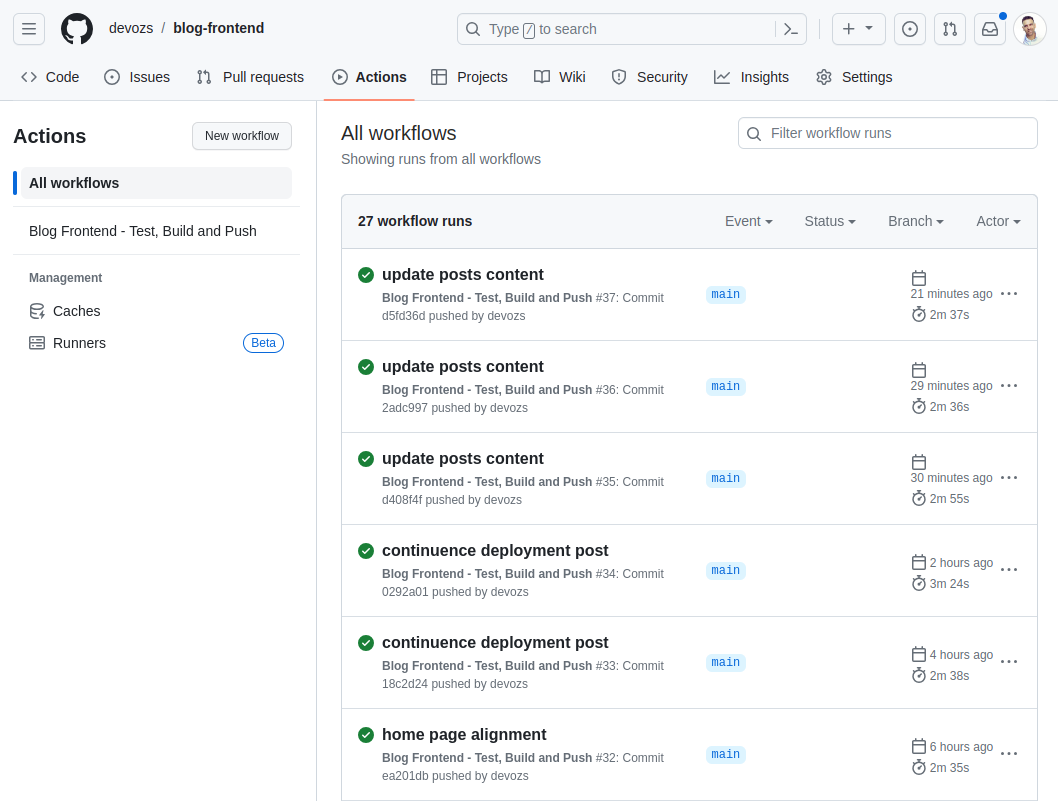 devozs / blog-frontend
Type / to search
Code Issues Pull requests Actions Projects Wiki Security Insights Settings
Actions
New workflow
All workflows
Blog Frontend - Test, Build and Push
Management
Caches
Runners Beta
All workflows
Showing runs from all workflows
Filter workflow runs
27 workflow runs Event Status Branch Actor
update posts content
Blog Frontend - Test, Build and Push #37: Commit
d5fd36d pushed by devozs
main
21 minutes ago
2m 37s
update posts content
Blog Frontend - Test, Build and Push #36: Commit
2adc997 pushed by devozs
main
29 minutes ago
2m 36s
update posts content
Blog Frontend - Test, Build and Push #35: Commit
d408f4f pushed by devozs
main
30 minutes ago
2m 55s
continuence deployment post
Blog Frontend - Test, Build and Push #34: Commit
0292a01 pushed by devozs
main
2 hours ago
3m 24s
continuence deployment post
Blog Frontend - Test, Build and Push #33: Commit
18c2d24 pushed by devozs
main
4 hours ago
2m 38s
home page alignment
Blog Frontend - Test, Build and Push #32: Commit
ea201db pushed by devozs
main
6 hours ago
2m 35s